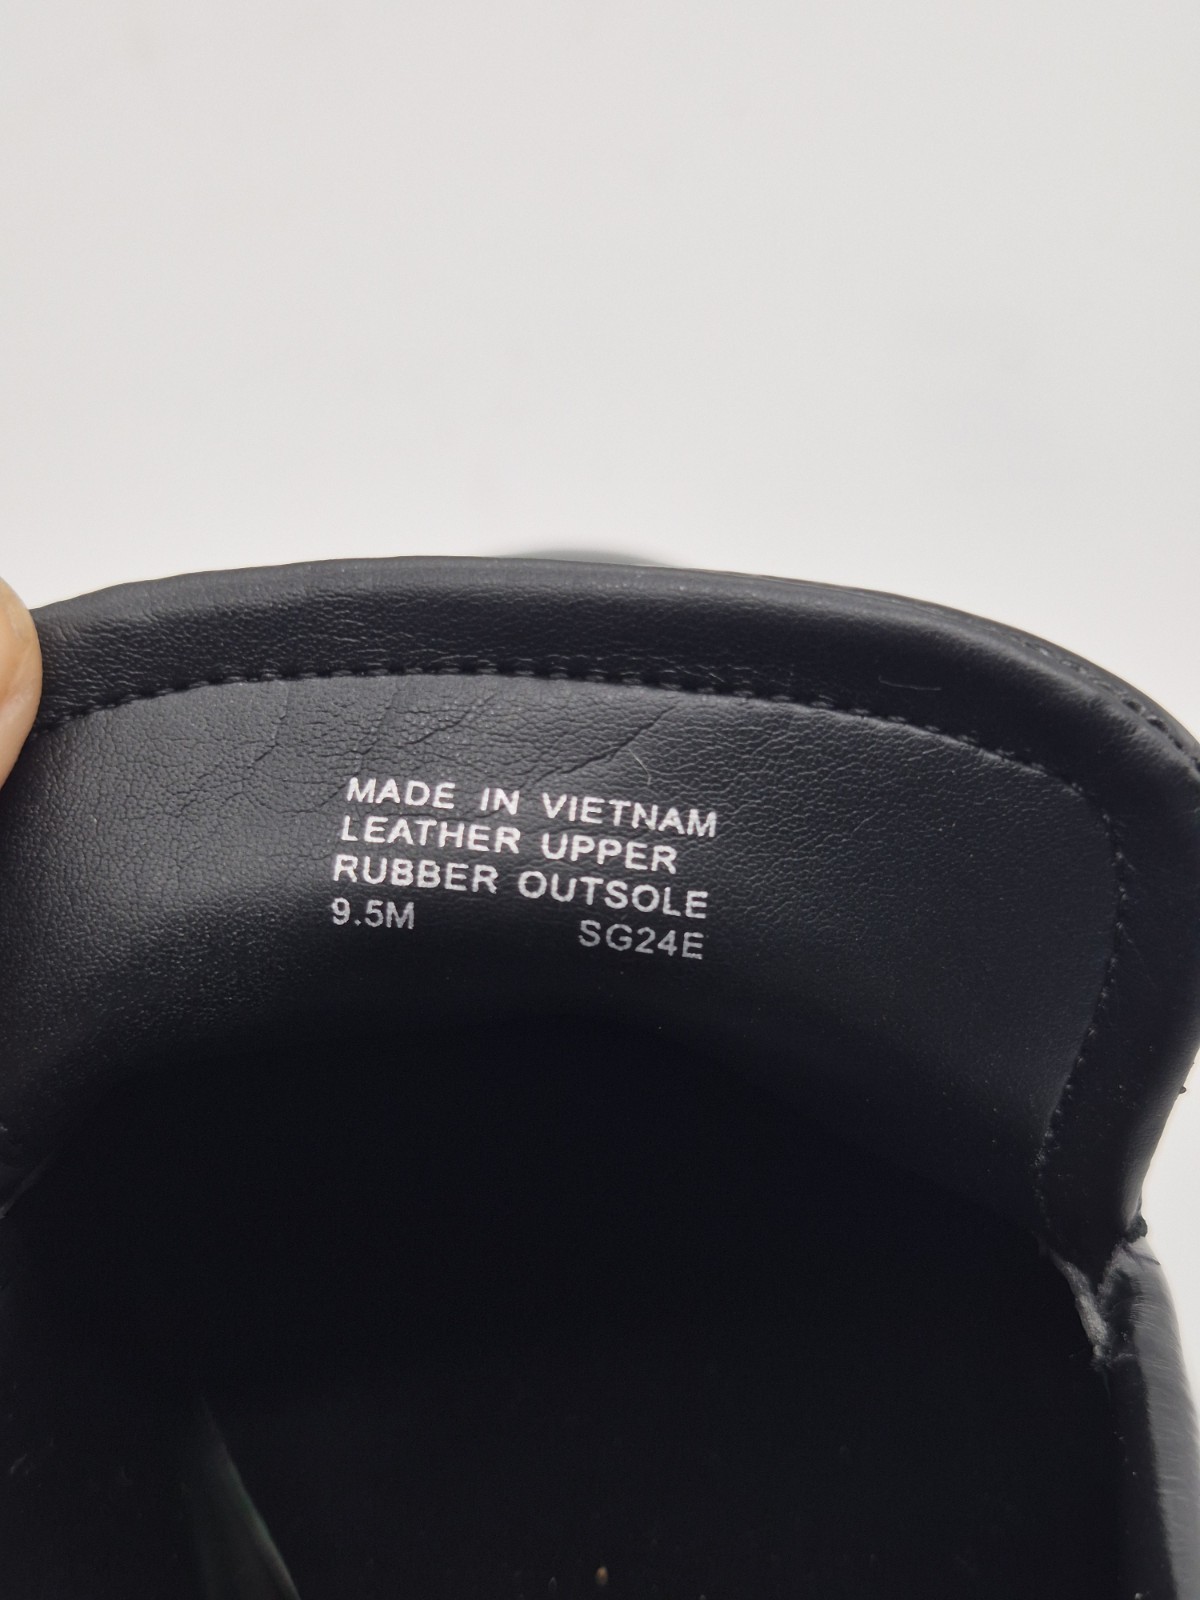 MADE IN VIETNAM
LEATHER UPPER
RUBBER OUTSOLE
9.5M SG24E